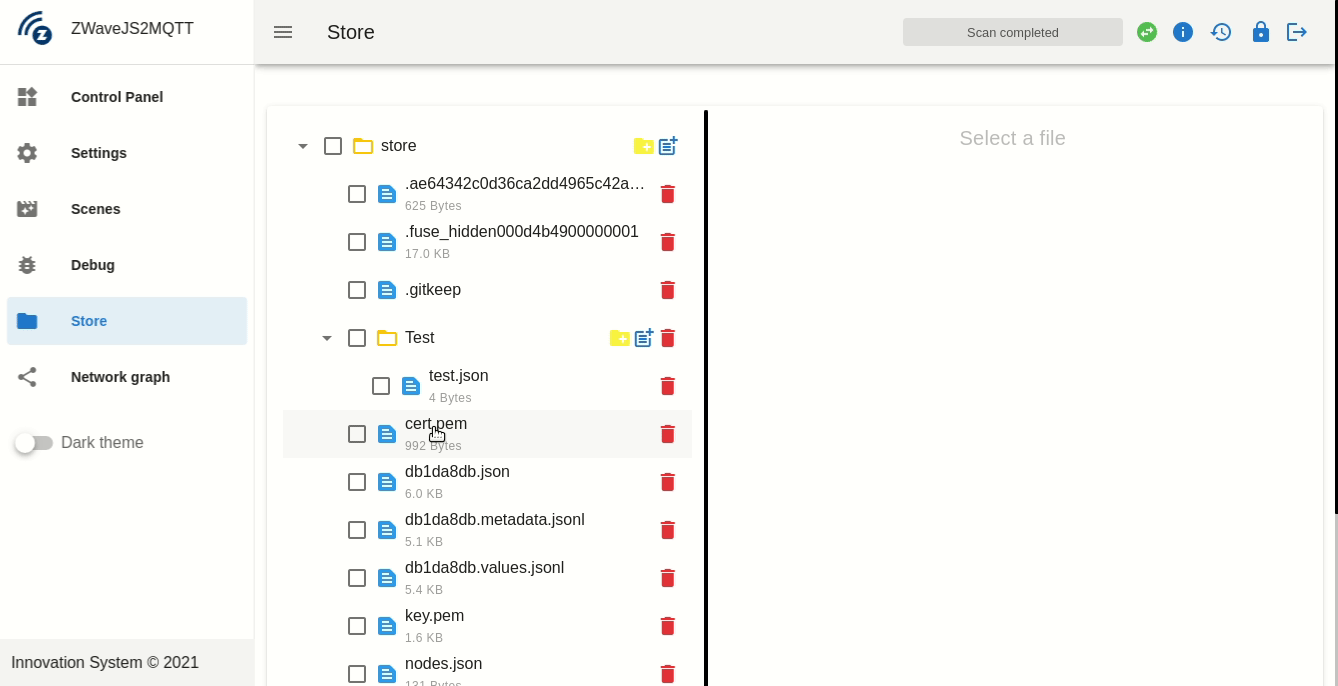 ZWaveJS2MQTT
Store
Scan completed
Control Panel
Settings
Scenes
Debug
Store
Network graph
Dark theme
Innovation System © 2021
store
.ae64342c0d36ca2dd4965c42a…
625 Bytes
.fuse_hidden000d4b4900000001
17.0 KB
.gitkeep
Test
test.json
4 Bytes
cert.pem
992 Bytes
db1da8db.json
6.0 KB
db1da8db.metadata.jsonl
5.1 KB
db1da8db.values.jsonl
5.4 KB
key.pem
1.6 KB
nodes.json
131 Bytes
Select a file